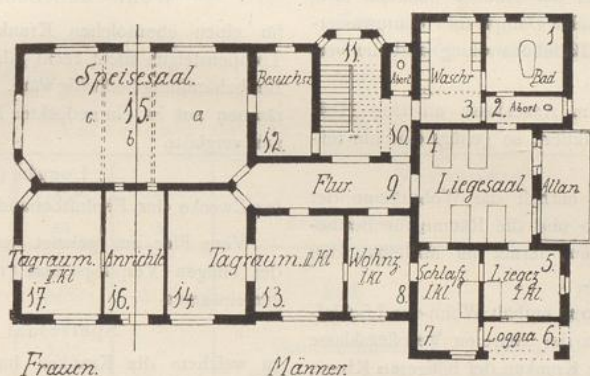 1
Bad
2. Abort
Waschr
3.
4
Liegesaal.
Altan
Abort
10.
11.
Besuchsz.
12.
Speisesaal.
c. 15. a
b
Flur. 9.
Tagraum. II Kl
17.
Anrichte
16.
14.
Tagraum. II Kl
13.
Wohnz.
I Kl
8.
Schlafz
I Kl.
7.
Liegez
I Kl.
5.
Loggia. 6.
Frauen. Männer.